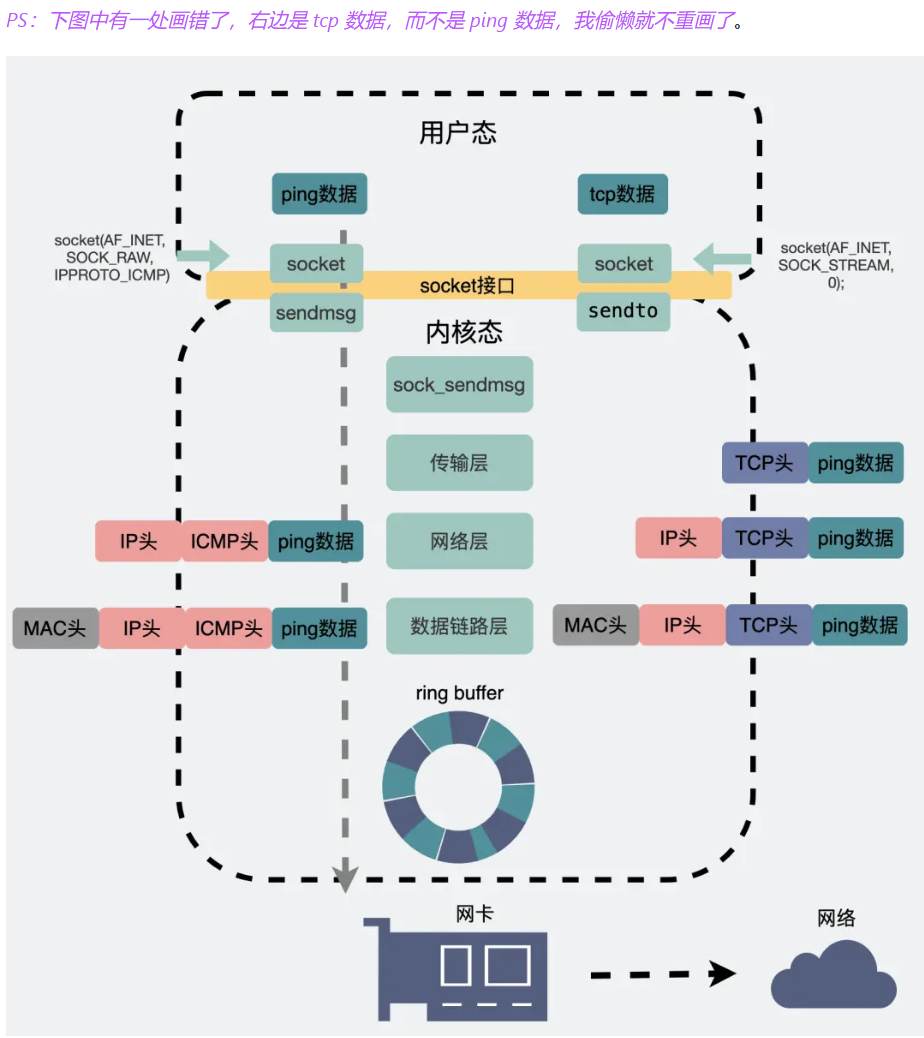 PS：下图中有一处画错了，右边是 tcp 数据，而不是 ping 数据，我偷懒就不重画了。
用户态
ping数据
tcp数据
socket(AF_INET,
SOCK_RAW,
IPPROTO_ICMP)
socket
socket
socket(AF_INET,
SOCK_STREAM,
0);
socket接口
sendmsg
sendto
内核态
sock_sendmsg
传输层
TCP头 ping数据
IP头 ICMP头 ping数据
网络层
IP头 TCP头 ping数据
MAC头 IP头 ICMP头 ping数据
数据链路层
MAC头 IP头 TCP头 ping数据
ring buffer
网卡
网络